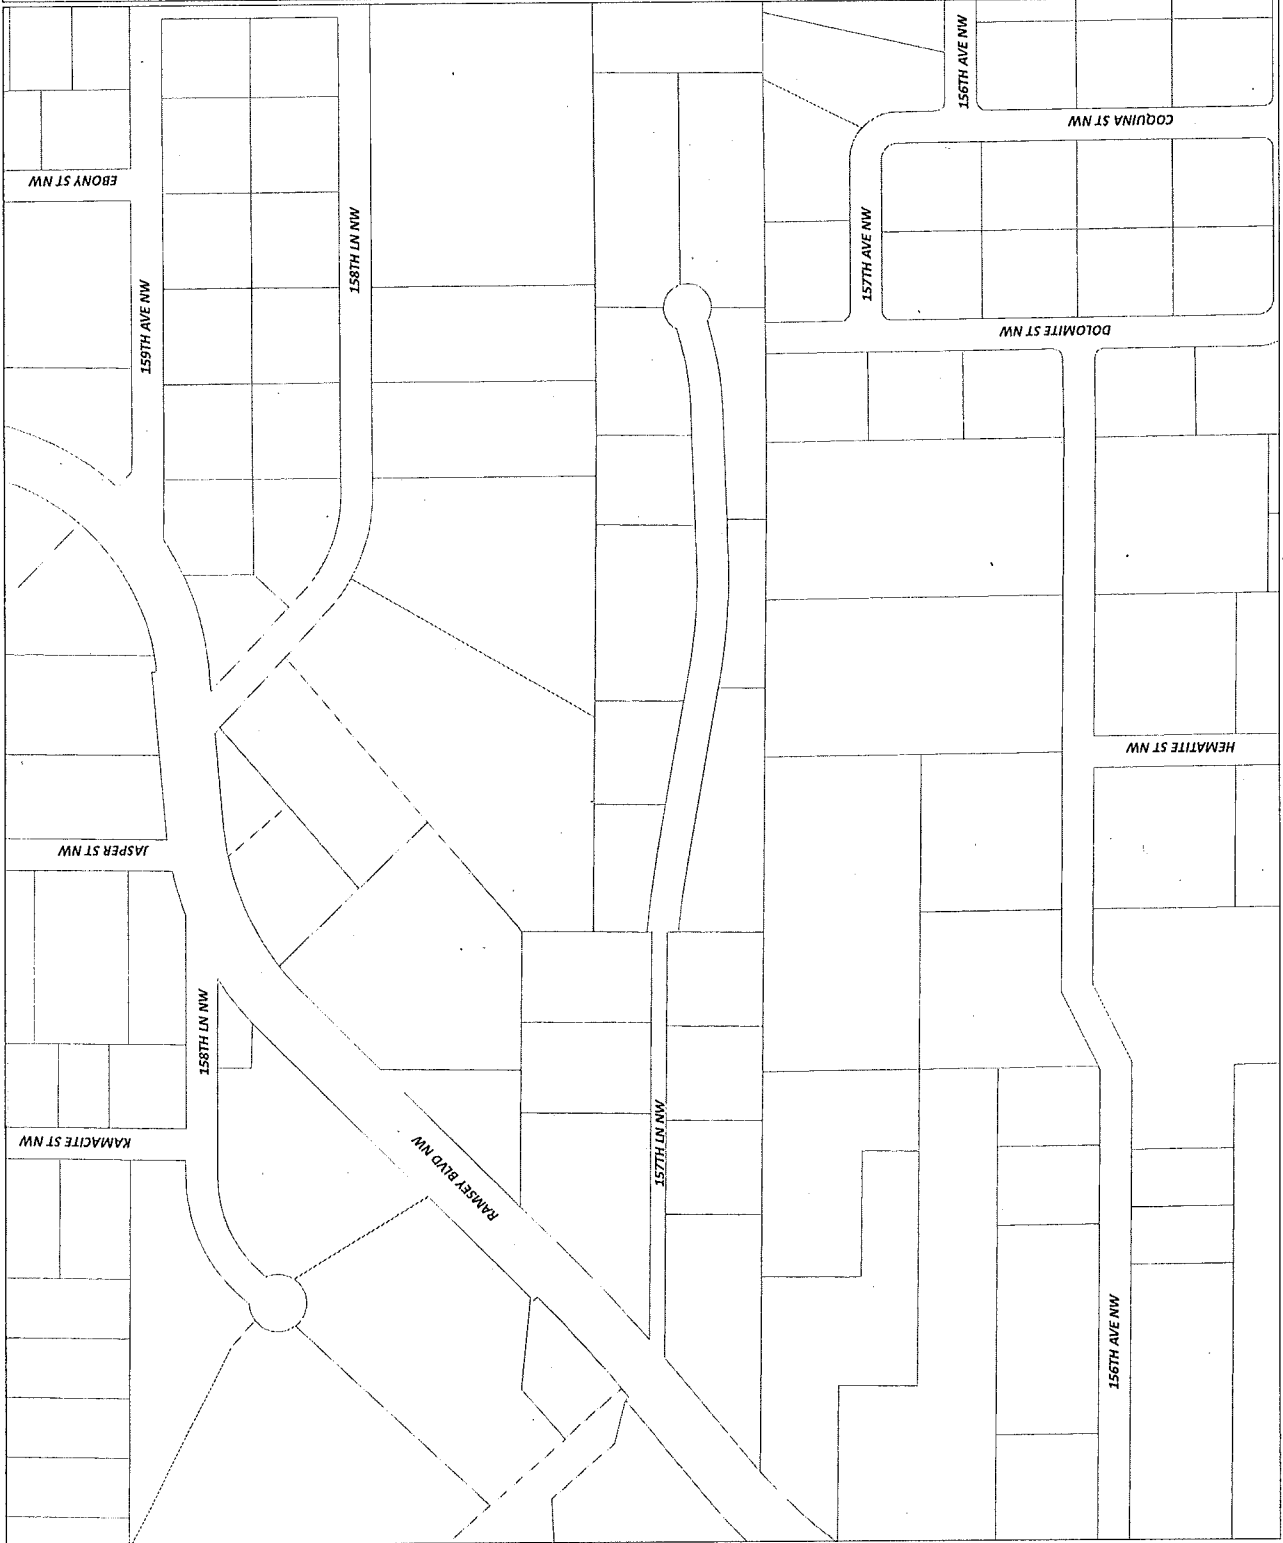 156TH AVE NW
COQUINA ST NW
EBONY ST NW
158TH LN NW
157TH AVE NW
159TH AVE NW
DOLOMITE ST NW
HEMATITE ST NW
JASPER ST NW
158TH LN NW
KAMACITE ST NW
157TH LN NW
RAMSEY BLVD NW
156TH AVE NW